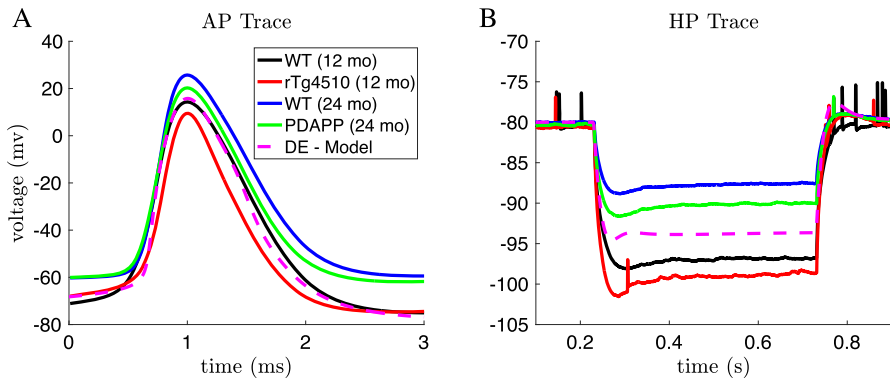 A
AP Trace
40
20
0
-20
-40
-60
-80
0
1
2
3
voltage (mv)
time (ms)
WT (12 mo)
rTg4510 (12 mo)
WT (24 mo)
PDAPP (24 mo)
DE - Model
B
HP Trace
-70
-75
-80
-85
-90
-95
-100
-105
0.2
0.4
0.6
0.8
time (s)